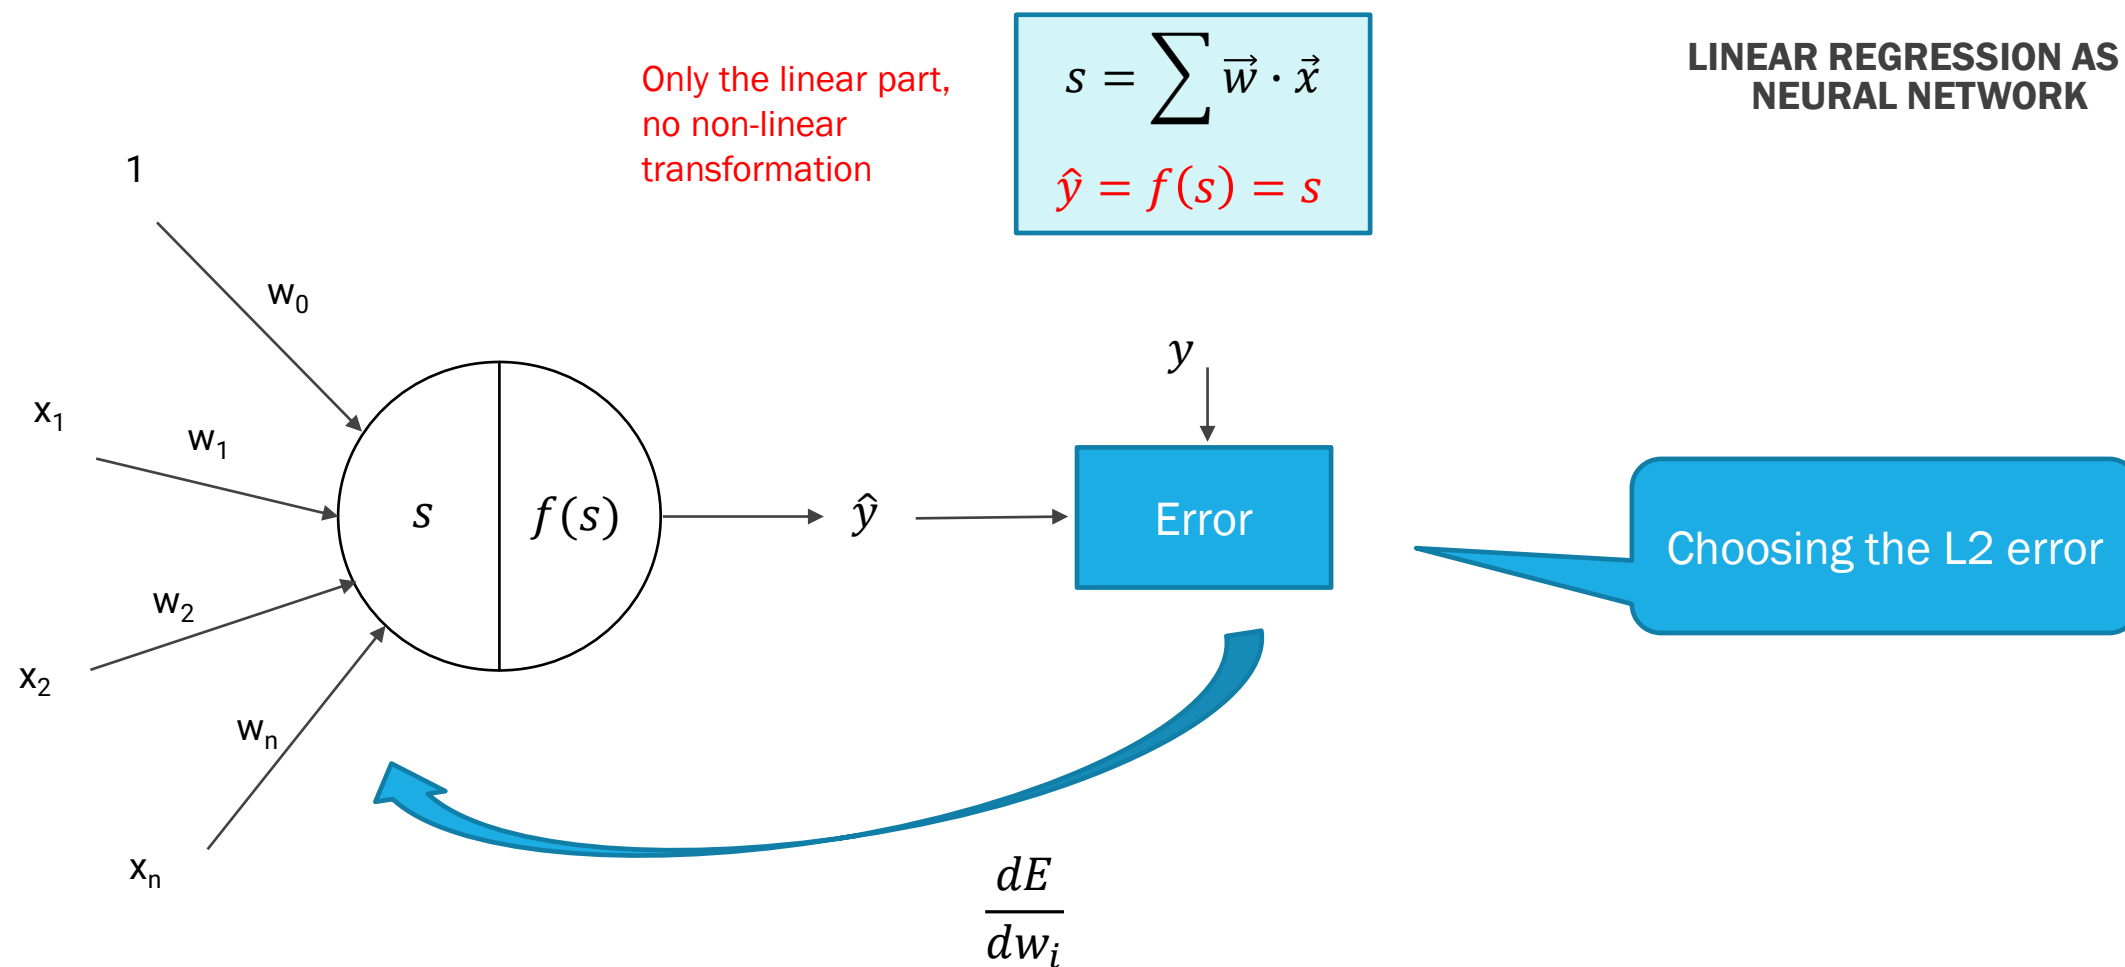 LINEAR REGRESSION AS
NEURAL NETWORK
Only the linear part,
no non-linear
transformation
s = ∑ w⃗ · x⃗
ŷ = f(s) = s
1
w₀
x₁
w₁
w₂
x₂
wₙ
xₙ
s
f(s)
ŷ
y
Error
Choosing the L2 error
dE
dwᵢ